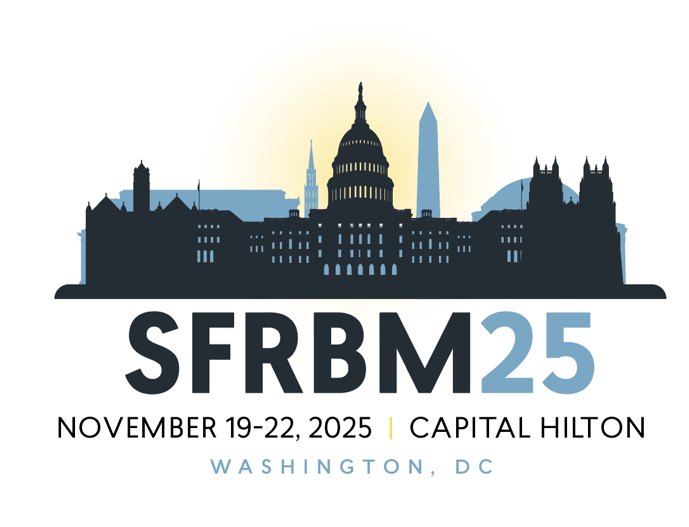 SFRBM25
NOVEMBER 19-22, 2025 | CAPITAL HILTON
WASHINGTON, DC